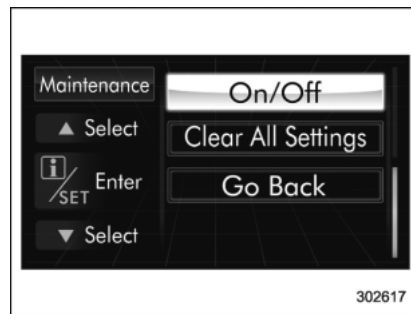 Maintenance
On/Off
▲ Select
Clear All Settings
i/SET Enter
Go Back
▼ Select
302617